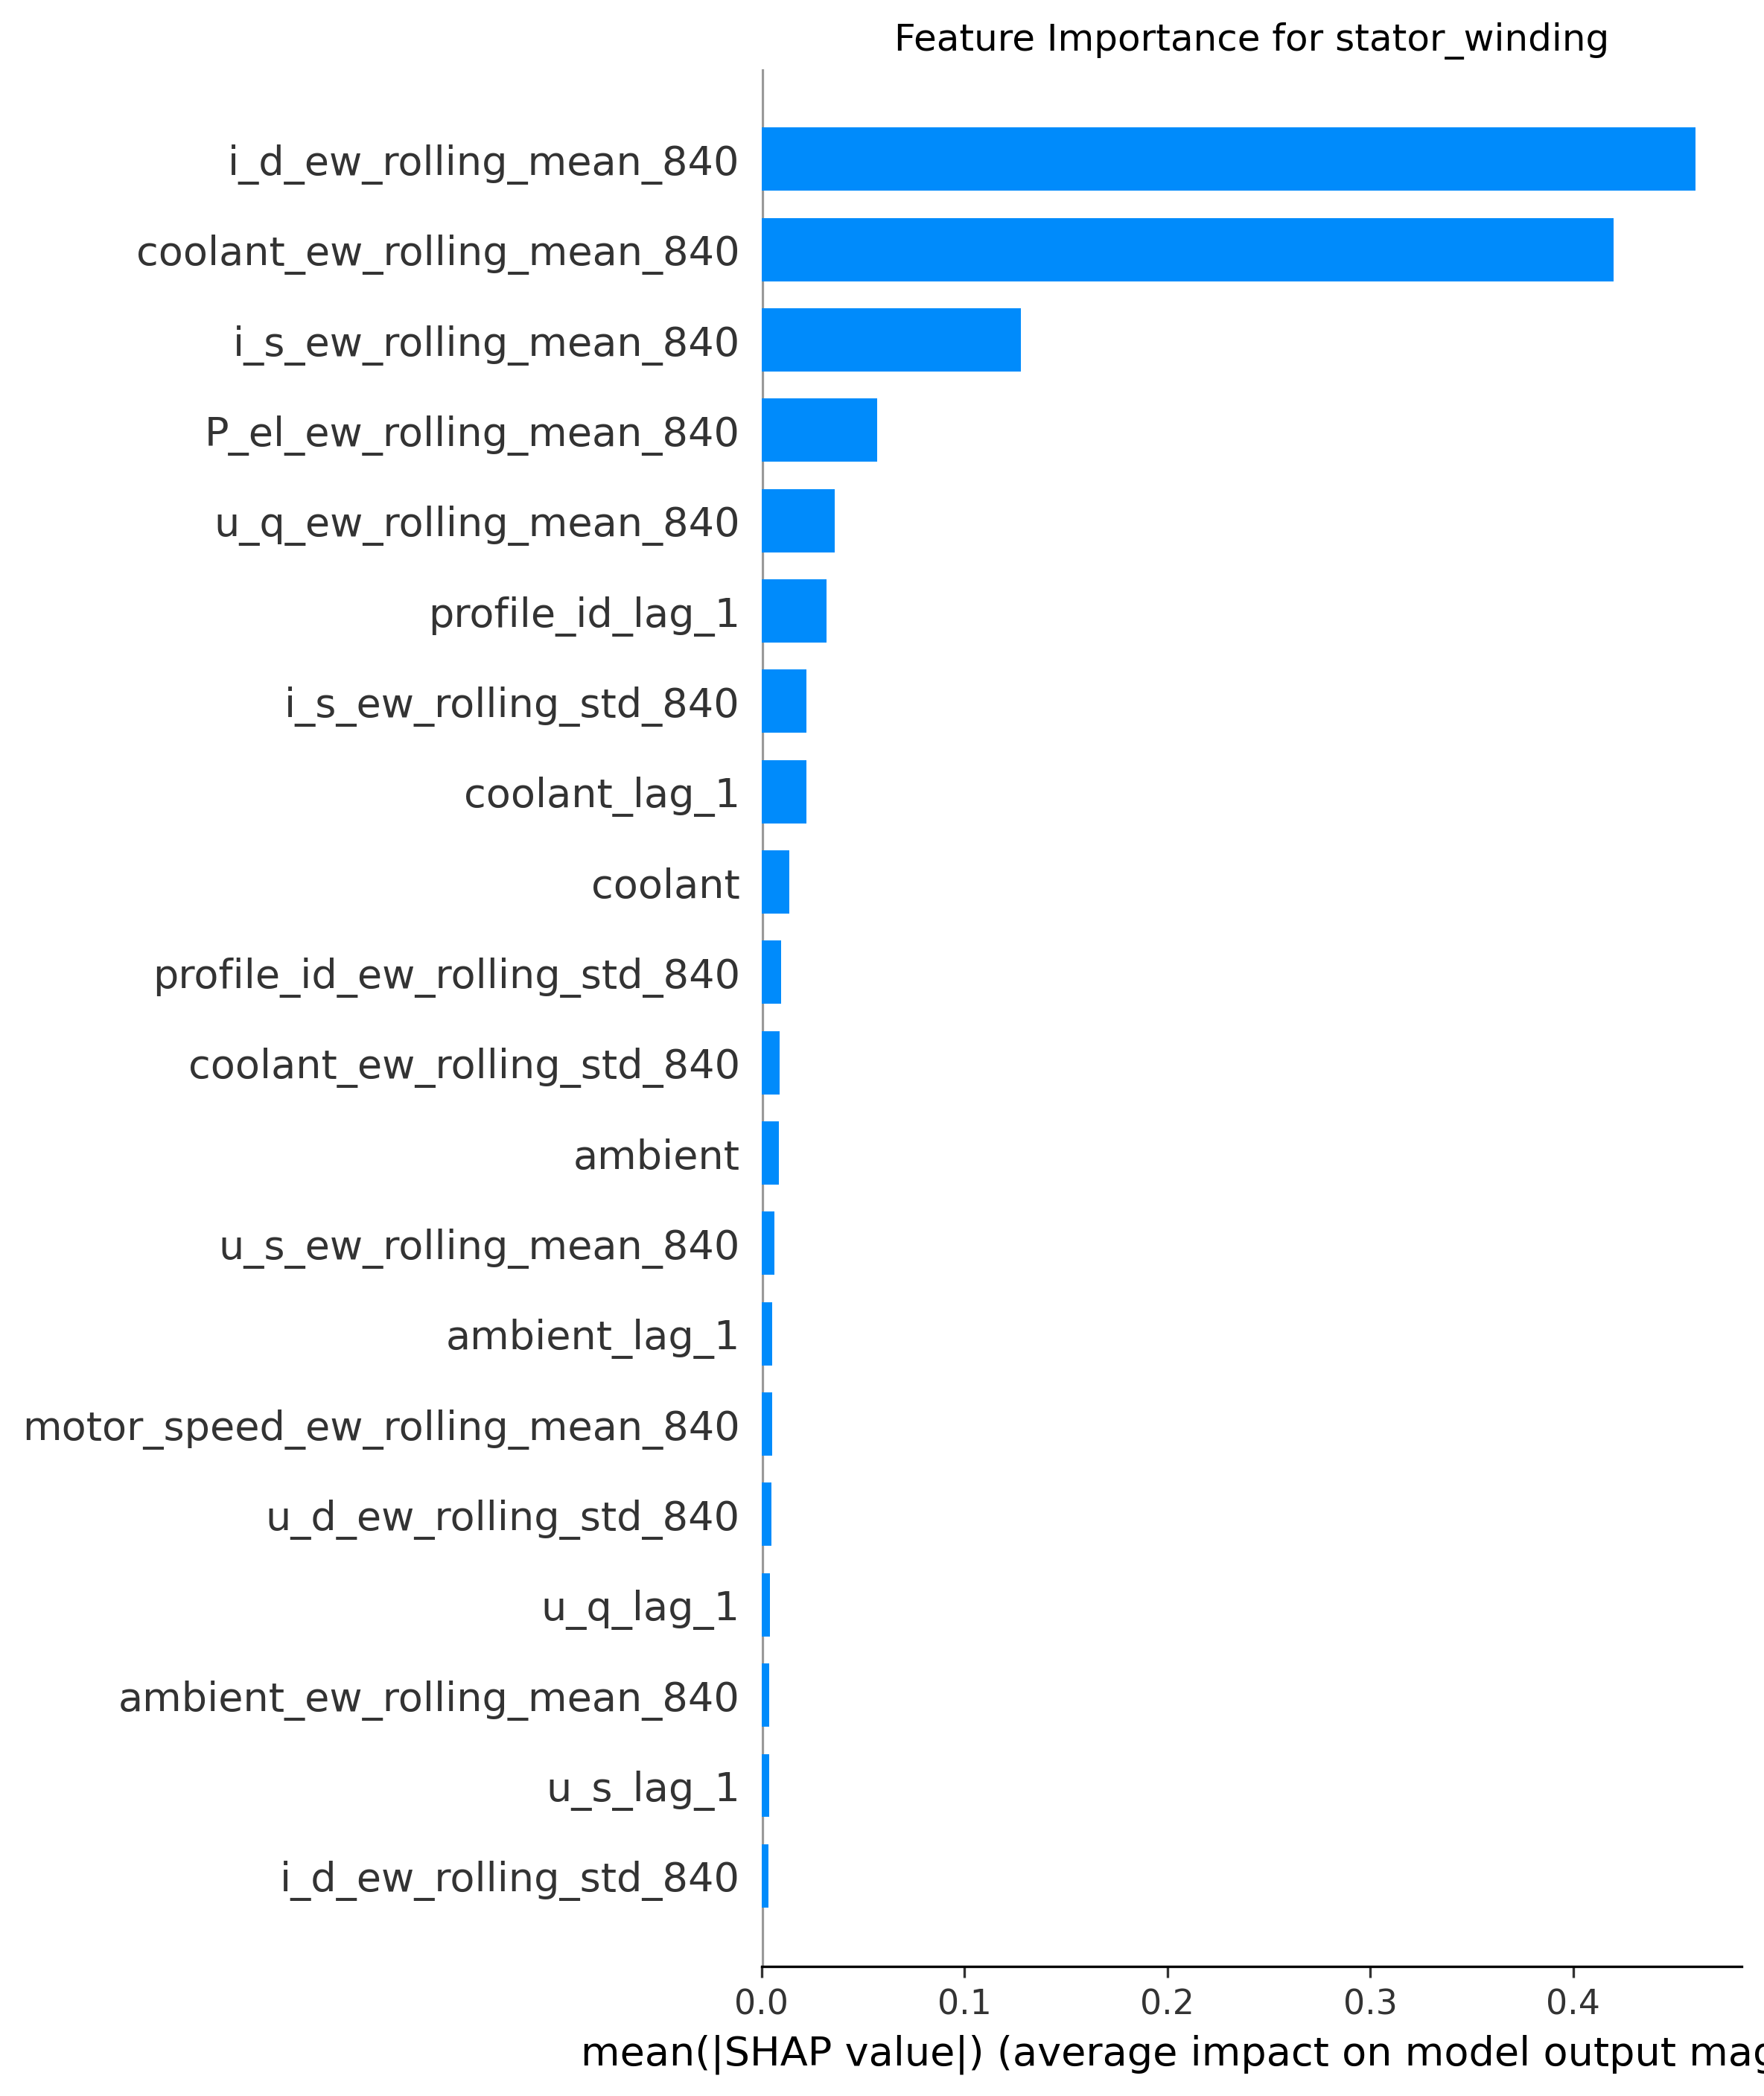 Feature Importance for stator_winding
i_d_ew_rolling_mean_840
coolant_ew_rolling_mean_840
i_s_ew_rolling_mean_840
P_el_ew_rolling_mean_840
u_q_ew_rolling_mean_840
profile_id_lag_1
i_s_ew_rolling_std_840
coolant_lag_1
coolant
profile_id_ew_rolling_std_840
coolant_ew_rolling_std_840
ambient
u_s_ew_rolling_mean_840
ambient_lag_1
motor_speed_ew_rolling_mean_840
u_d_ew_rolling_std_840
u_q_lag_1
ambient_ew_rolling_mean_840
u_s_lag_1
i_d_ew_rolling_std_840
0.0 0.1 0.2 0.3 0.4
mean(|SHAP value|) (average impact on model output mag